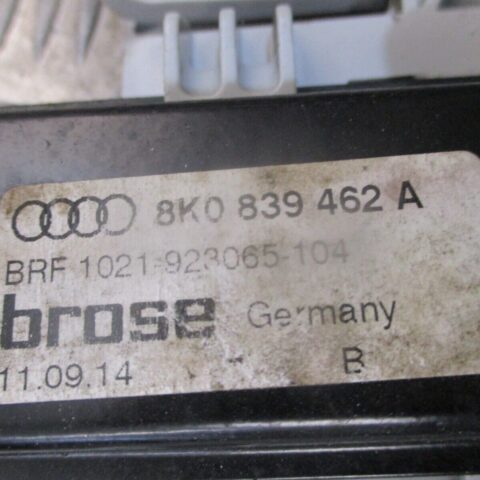 8K0 839 462 A
BRF 1021-923065-104
brose Germany
11.09.14 - B